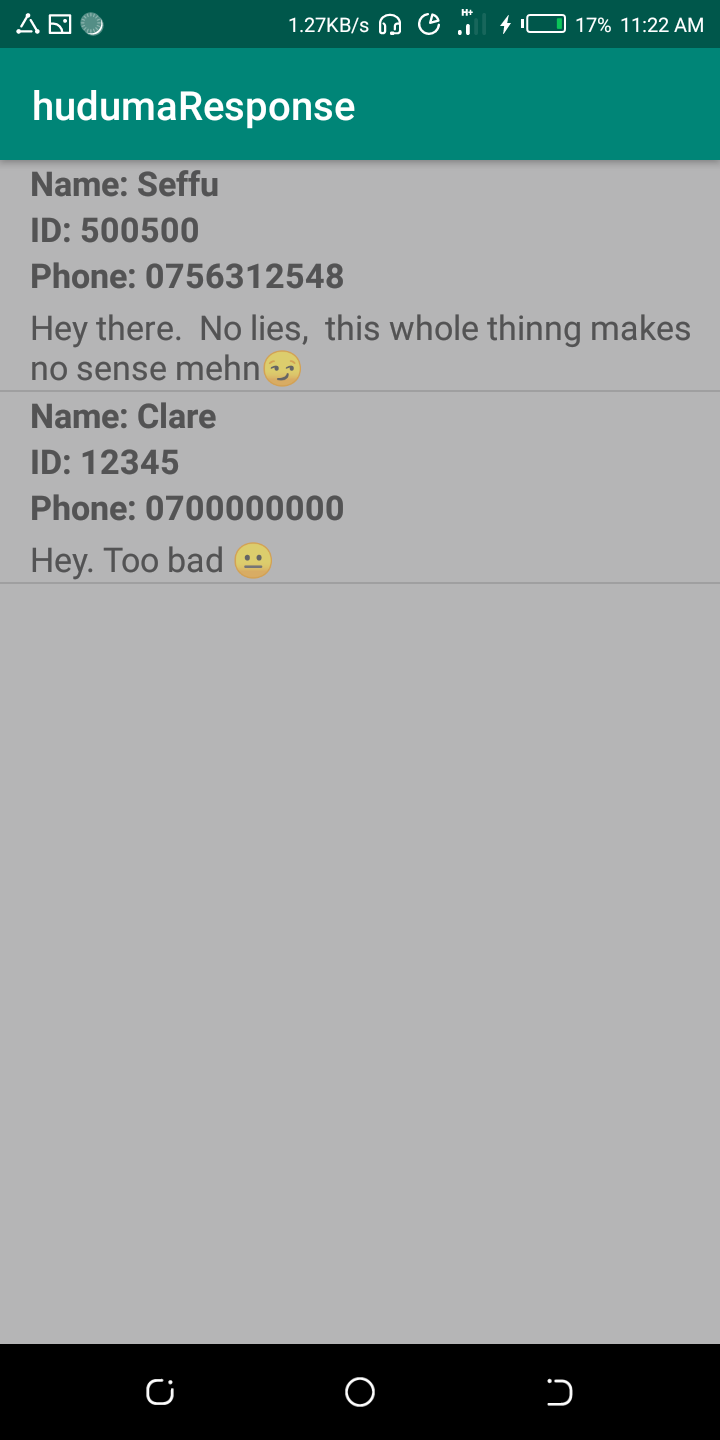 1.27KB/s H+ 17% 11:22 AM
hudumaResponse
Name: Seffu
ID: 500500
Phone: 0756312548
Hey there.  No lies,  this whole thinng makes
no sense mehn😏
Name: Clare
ID: 12345
Phone: 0700000000
Hey. Too bad 😐